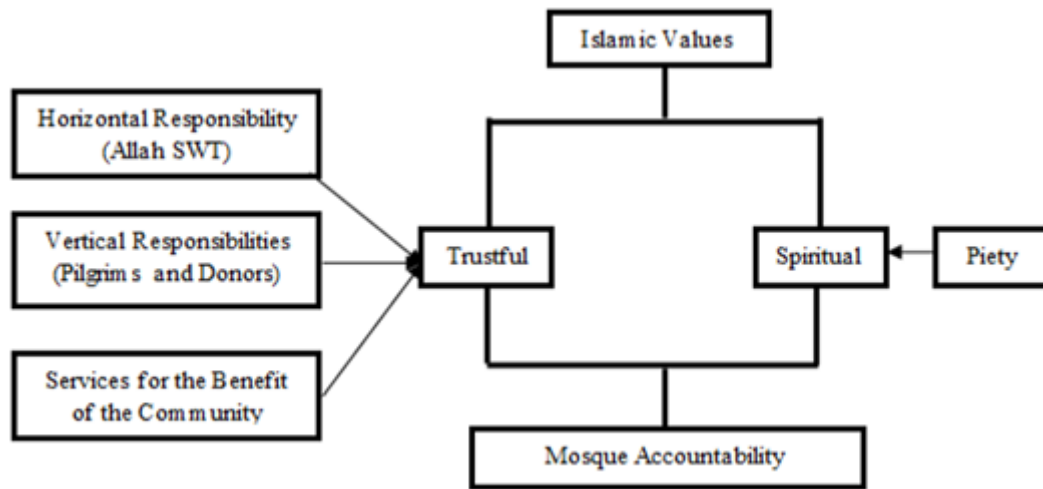 Islamic Values
Horizontal Responsibility
(Allah SWT)
Vertical Responsibilities
(Pilgrims and Donors)
Trustful
Spiritual
Piety
Services for the Benefit
of the Community
Mosque Accountability